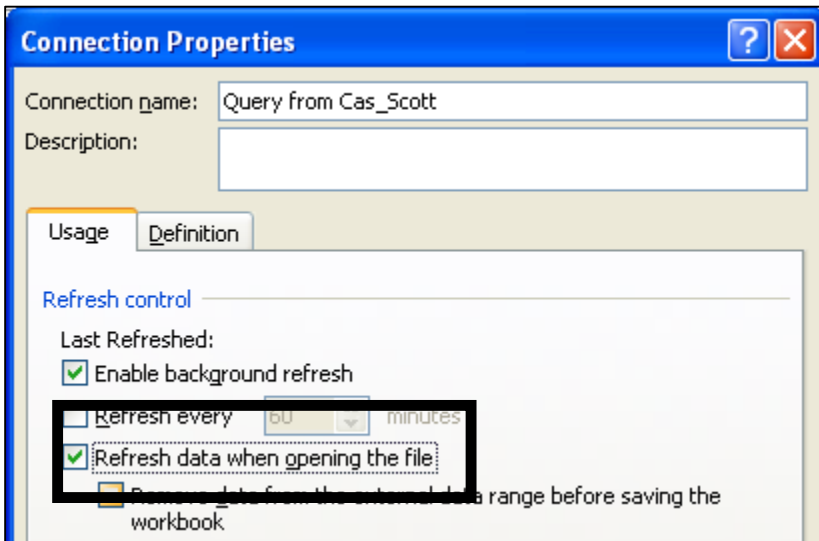 Connection Properties
Connection name: Query from Cas_Scott
Description:
Usage Definition
Refresh control
Last Refreshed:
Enable background refresh
Refresh every 60 minutes
Refresh data when opening the file
Remove data from the external data range before saving the
workbook